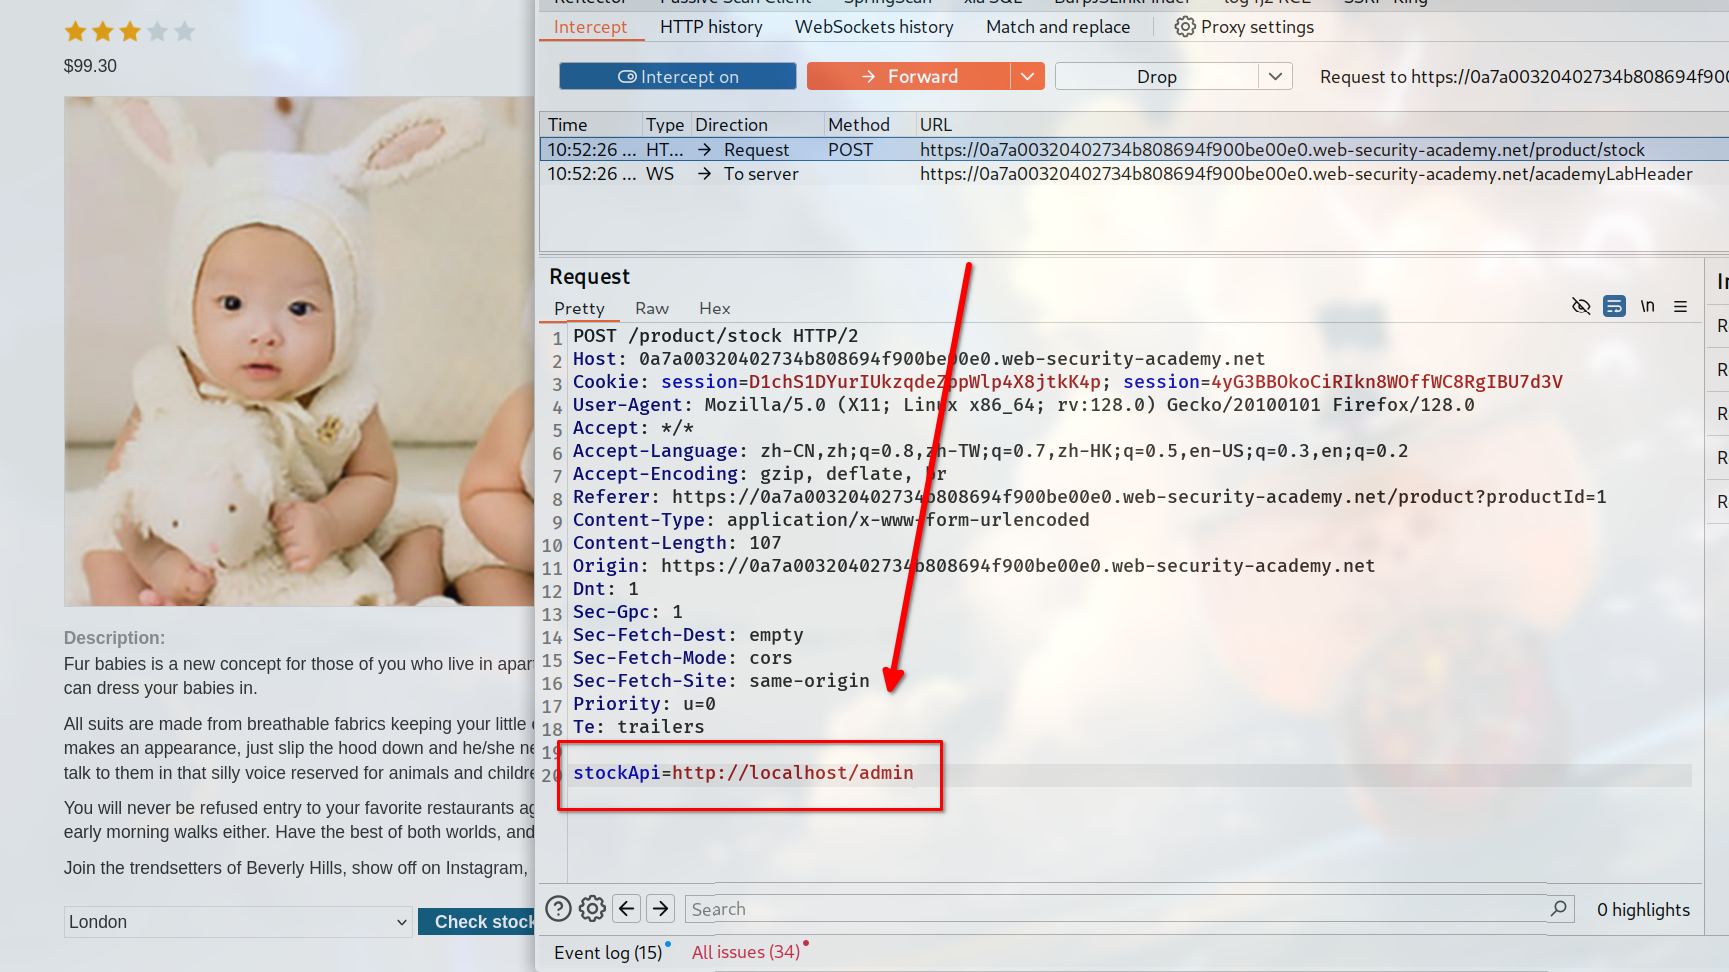 $99.30
Description:
Fur babies is a new concept for those of you who live in apar
can dress your babies in.
All suits are made from breathable fabrics keeping your little
makes an appearance, just slip the hood down and he/she ne
talk to them in that silly voice reserved for animals and childre
You will never be refused entry to your favorite restaurants ag
early morning walks either. Have the best of both worlds, and
Join the trendsetters of Beverly Hills, show off on Instagram,
London
Check stock
Intercept HTTP history WebSockets history Match and replace Proxy settings
Intercept on Forward Drop Request to https://0a7a00320402734b808694f900
Time Type Direction Method URL
10:52:26 ... HT... → Request POST https://0a7a00320402734b808694f900be00e0.web-security-academy.net/product/stock
10:52:26 ... WS → To server https://0a7a00320402734b808694f900be00e0.web-security-academy.net/academyLabHeader
Request
Pretty Raw Hex \n
1 POST /product/stock HTTP/2
2 Host: 0a7a00320402734b808694f900be00e0.web-security-academy.net
3 Cookie: session=D1chS1DYurIUkzqdeZppWlp4X8jtkK4p; session=4yG3BBOkoCiRIkn8WOffWC8RgIBU7d3V
4 User-Agent: Mozilla/5.0 (X11; Linux x86_64; rv:128.0) Gecko/20100101 Firefox/128.0
5 Accept: */*
6 Accept-Language: zh-CN,zh;q=0.8,zh-TW;q=0.7,zh-HK;q=0.5,en-US;q=0.3,en;q=0.2
7 Accept-Encoding: gzip, deflate, br
8 Referer: https://0a7a00320402734b808694f900be00e0.web-security-academy.net/product?productId=1
9 Content-Type: application/x-www-form-urlencoded
10 Content-Length: 107
11 Origin: https://0a7a00320402734b808694f900be00e0.web-security-academy.net
12 Dnt: 1
13 Sec-Gpc: 1
14 Sec-Fetch-Dest: empty
15 Sec-Fetch-Mode: cors
16 Sec-Fetch-Site: same-origin
17 Priority: u=0
18 Te: trailers
19
20 stockApi=http://localhost/admin
Search
0 highlights
Event log (15) All issues (34)